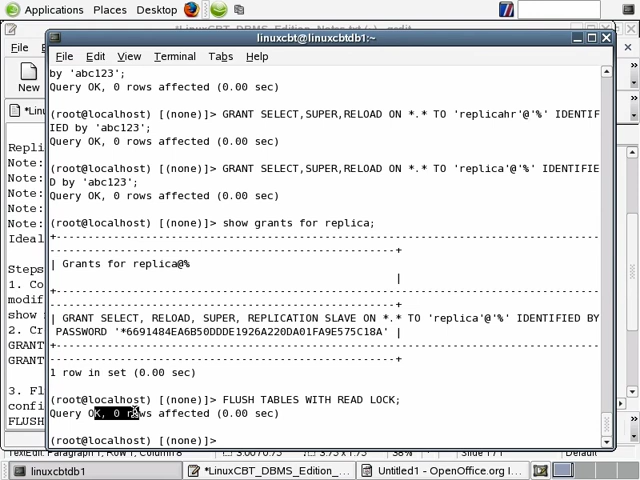 Applications Places Desktop
*LinuxCBT_DBMS_Edition_Notes.txt (~) - gedit
linuxcbt@linuxcbtdb1:~
File Edit View Terminal Tabs Help
File
New
*Linu
Repli
Note:
Note:
Note:
Note:
Note:
Ideal
Steps
1. Co
modif
show
2. Cr
GRANT
GRANT
3. Fl
confi
FLUSH
by 'abc123';
Query OK, 0 rows affected (0.00 sec)
(root@localhost) [(none)]> GRANT SELECT,SUPER,RELOAD ON *.* TO 'replicahr'@'%' IDENTIF
IED by 'abc123';
Query OK, 0 rows affected (0.00 sec)
(root@localhost) [(none)]> GRANT SELECT,SUPER,RELOAD ON *.* TO 'replica'@'%' IDENTIFIE
D by 'abc123';
Query OK, 0 rows affected (0.00 sec)
(root@localhost) [(none)]> show grants for replica;
| Grants for replica@%
|
| GRANT SELECT, RELOAD, SUPER, REPLICATION SLAVE ON *.* TO 'replica'@'%' IDENTIFIED BY
PASSWORD '*6691484EA6B50DDDE1926A220DA01FA9E575C18A' |
1 row in set (0.00 sec)
(root@localhost) [(none)]> FLUSH TABLES WITH READ LOCK;
Query OK, 0 rows affected (0.00 sec)
(root@localhost) [(none)]>
linuxcbtdb1
*LinuxCBT_DBMS_Edition_...
Untitled1 - OpenOffice.org I...